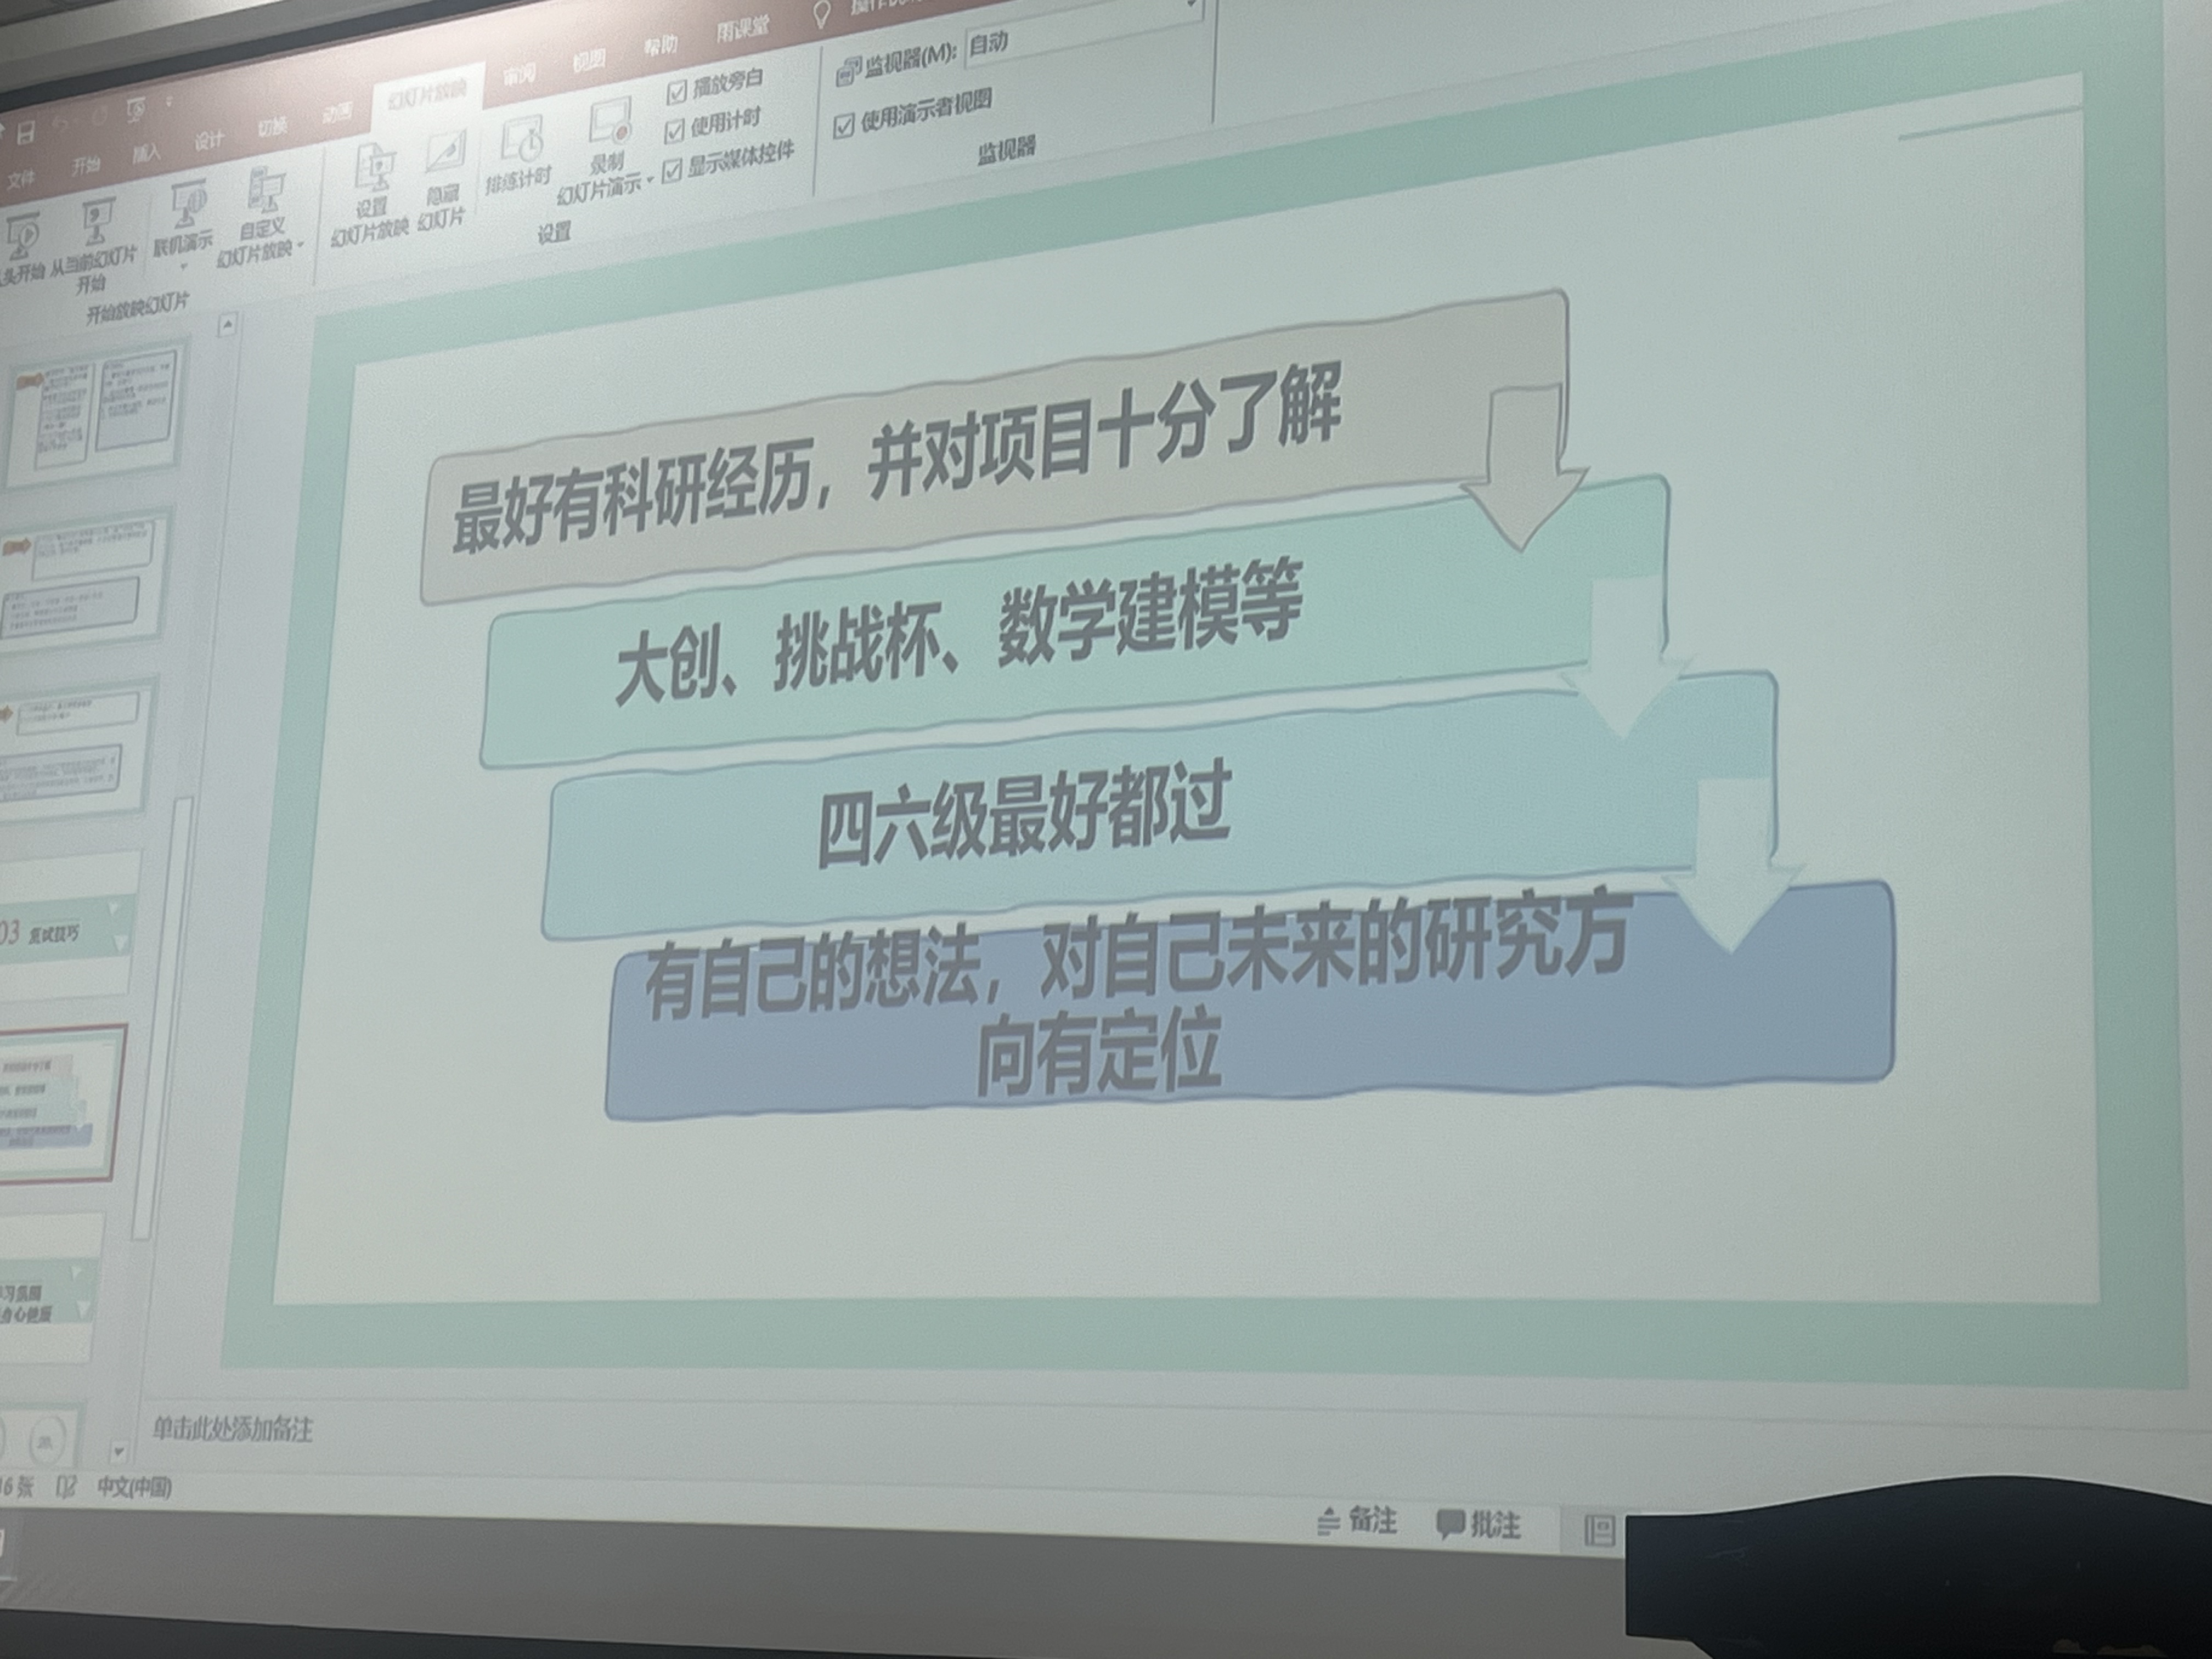 雨课堂
帮助
视图
审阅
幻灯片放映
动画
切换
设计
插入
开始
文件
从当前幻灯片
开始
联机演示
自定义
幻灯片放映
开始放映幻灯片
设置
幻灯片放映
隐藏
幻灯片
排练计时
录制
幻灯片演示
播放旁白
使用计时
显示媒体控件
设置
监视器(M):
自动
使用演示者视图
监视器
最好有科研经历，并对项目十分了解
大创、挑战杯、数学建模等
四六级最好都过
有自己的想法，对自己未来的研究方
向有定位
03 复试技巧
单击此处添加备注
中文(中国)
备注
批注